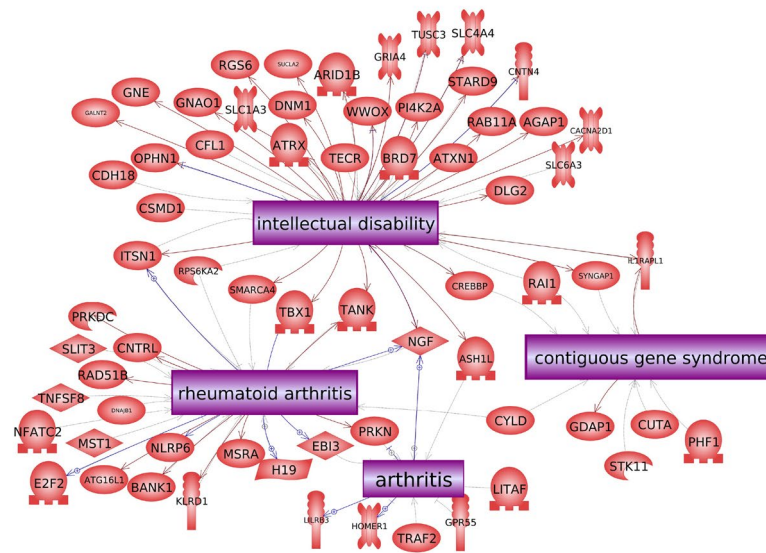 TUSC3
SLC4A4
GRIA4
RGS6
SUCLA2
ARID1B
CNTN4
STARD9
GNE
GNAO1
SLC1A3
DNM1
WWOX
PI4K2A
GALNT2
RAB11A
AGAP1
CACNA2D1
CFL1
ATRX
OPHN1
TECR
BRD7
ATXN1
SLC6A3
CDH18
DLG2
CSMD1
intellectual disability
ITSN1
RPS6KA2
IL1RAPL1
SYNGAP1
SMARCA4
CREBBP
RAI1
TBX1
TANK
PRKDC
NGF
SLIT3
CNTRL
ASH1L
contiguous gene syndrome
RAD51B
rheumatoid arthritis
TNFSF8
DNAJB1
CYLD
NFATC2
MST1
PRKN
GDAP1
CUTA
PHF1
NLRP6
MSRA
EBI3
H19
STK11
E2F2
ATG16L1
BANK1
arthritis
LITAF
KLRD1
LILRB3
HOMER1
GPR55
TRAF2